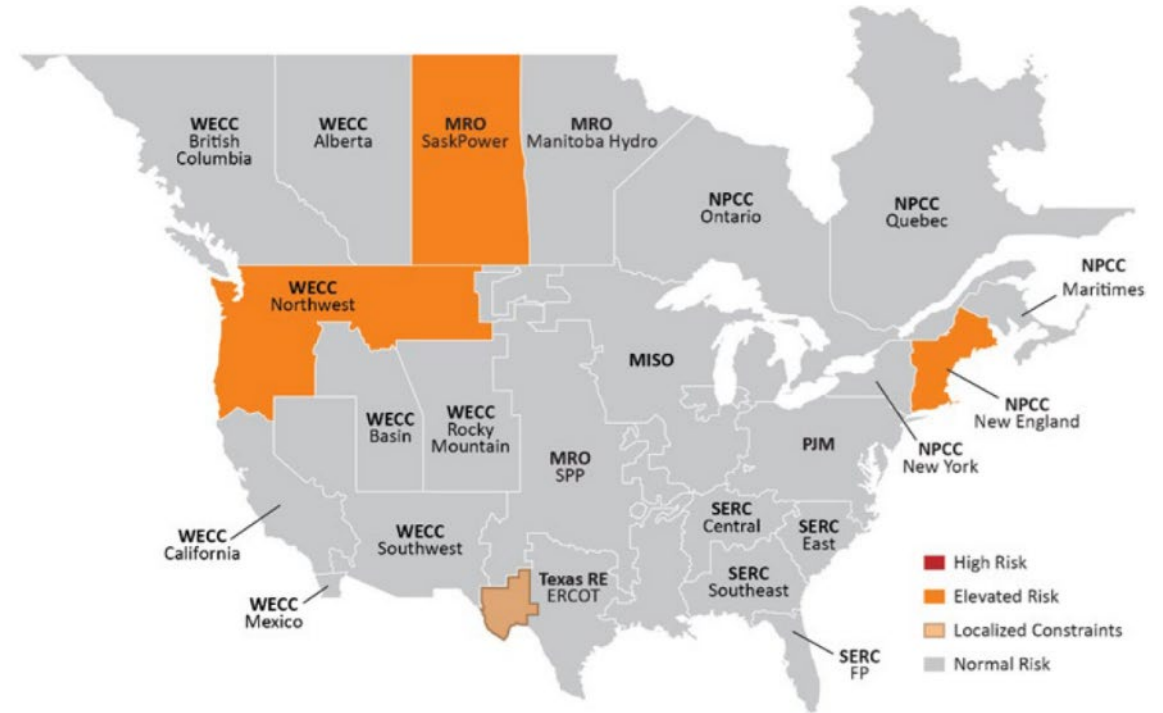 WECC
British
Columbia
WECC
Alberta
MRO
SaskPower
MRO
Manitoba Hydro
NPCC
Ontario
NPCC
Quebec
NPCC
Maritimes
WECC
Northwest
MISO
NPCC
New England
WECC
Basin
WECC
Rocky
Mountain
MRO
SPP
PJM
NPCC
New York
WECC
California
WECC
Southwest
SERC
Central
SERC
East
WECC
Mexico
Texas RE
ERCOT
SERC
Southeast
SERC
FP
High Risk
Elevated Risk
Localized Constraints
Normal Risk